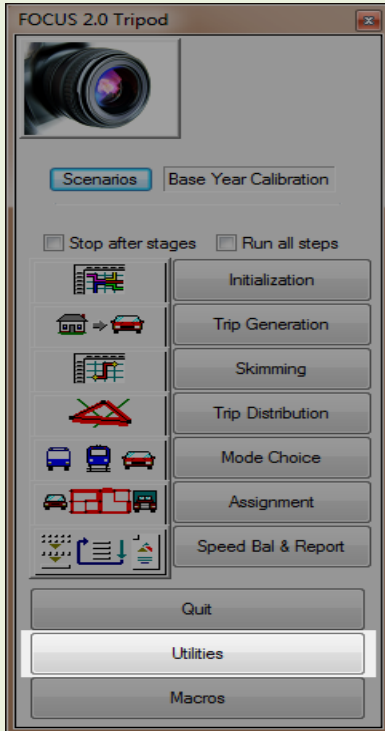 FOCUS 2.0 Tripod
Scenarios Base Year Calibration
Stop after stages Run all steps
Initialization
Trip Generation
Skimming
Trip Distribution
Mode Choice
Assignment
Speed Bal & Report
Quit
Utilities
Macros